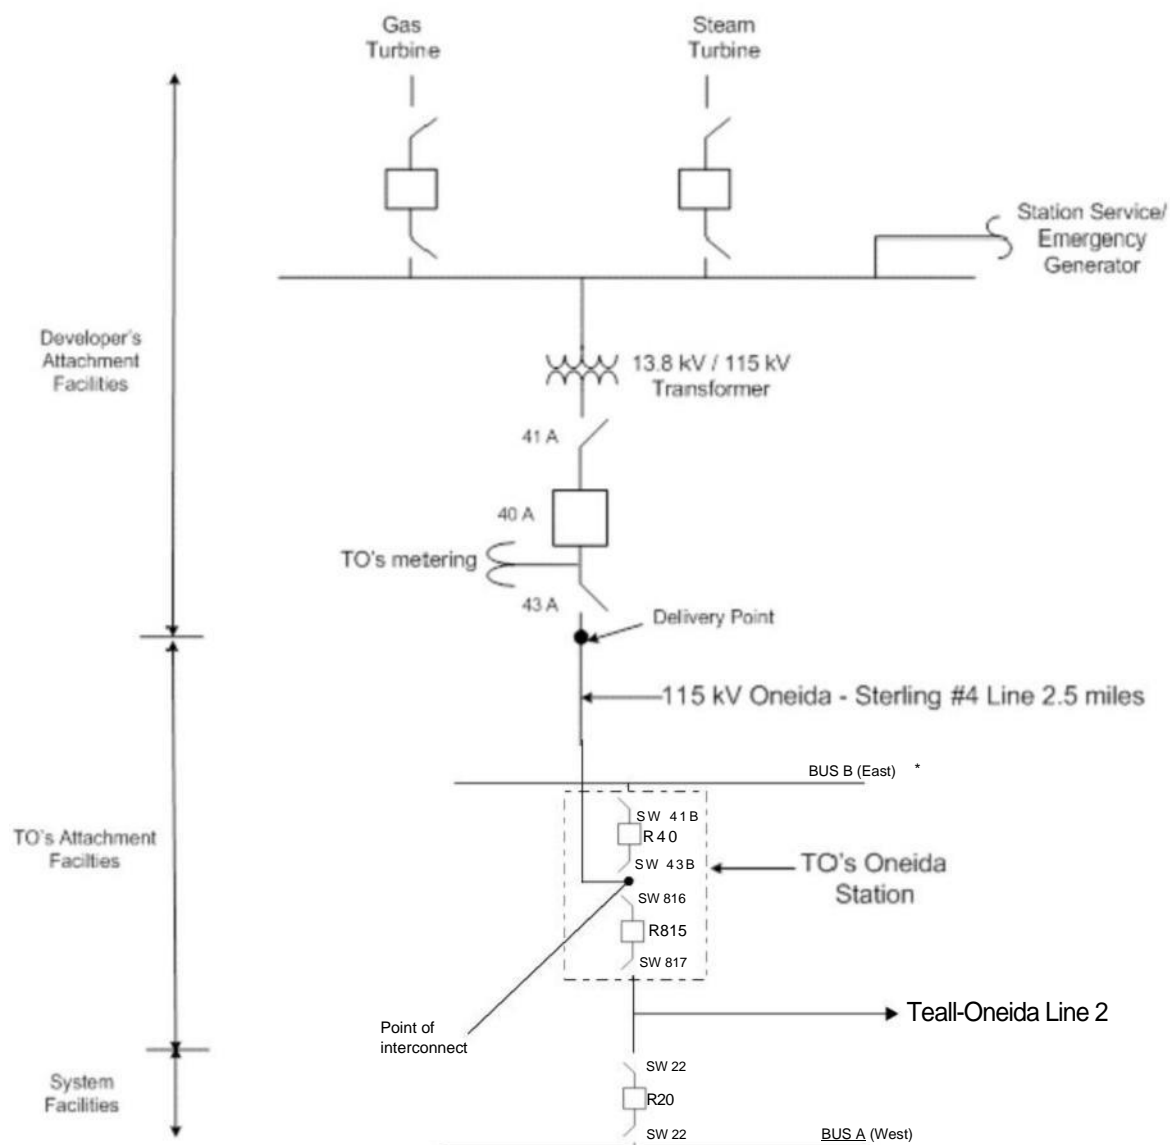 Gas
Turbine
Steam
Turbine
Station Service/
Emergency
Generator
Developer's
Attachment
Facilities
13.8 kV / 115 kV
Transformer
41 A
40 A
TO's metering
43 A
Delivery Point
115 kV Oneida - Sterling #4 Line 2.5 miles
BUS B (East) *
SW 41B
R40
TO's Attachment
Facilties
SW 43B
TO's Oneida
Station
SW 816
R815
SW 817
Teall-Oneida Line 2
Point of
interconnect
SW 22
System
Facilities
R20
SW 22
BUS A (West)